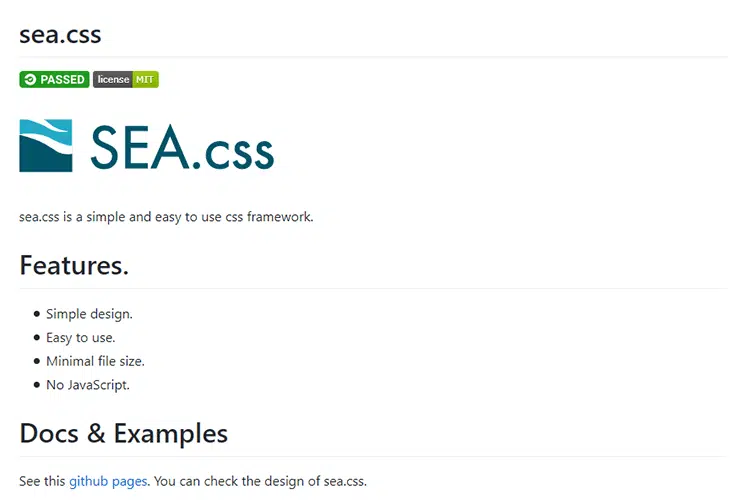 sea.css
PASSED license MIT
SEA.css
sea.css is a simple and easy to use css framework.
Features.
Simple design.
Easy to use.
Minimal file size.
No JavaScript.
Docs & Examples
See this github pages. You can check the design of sea.css.